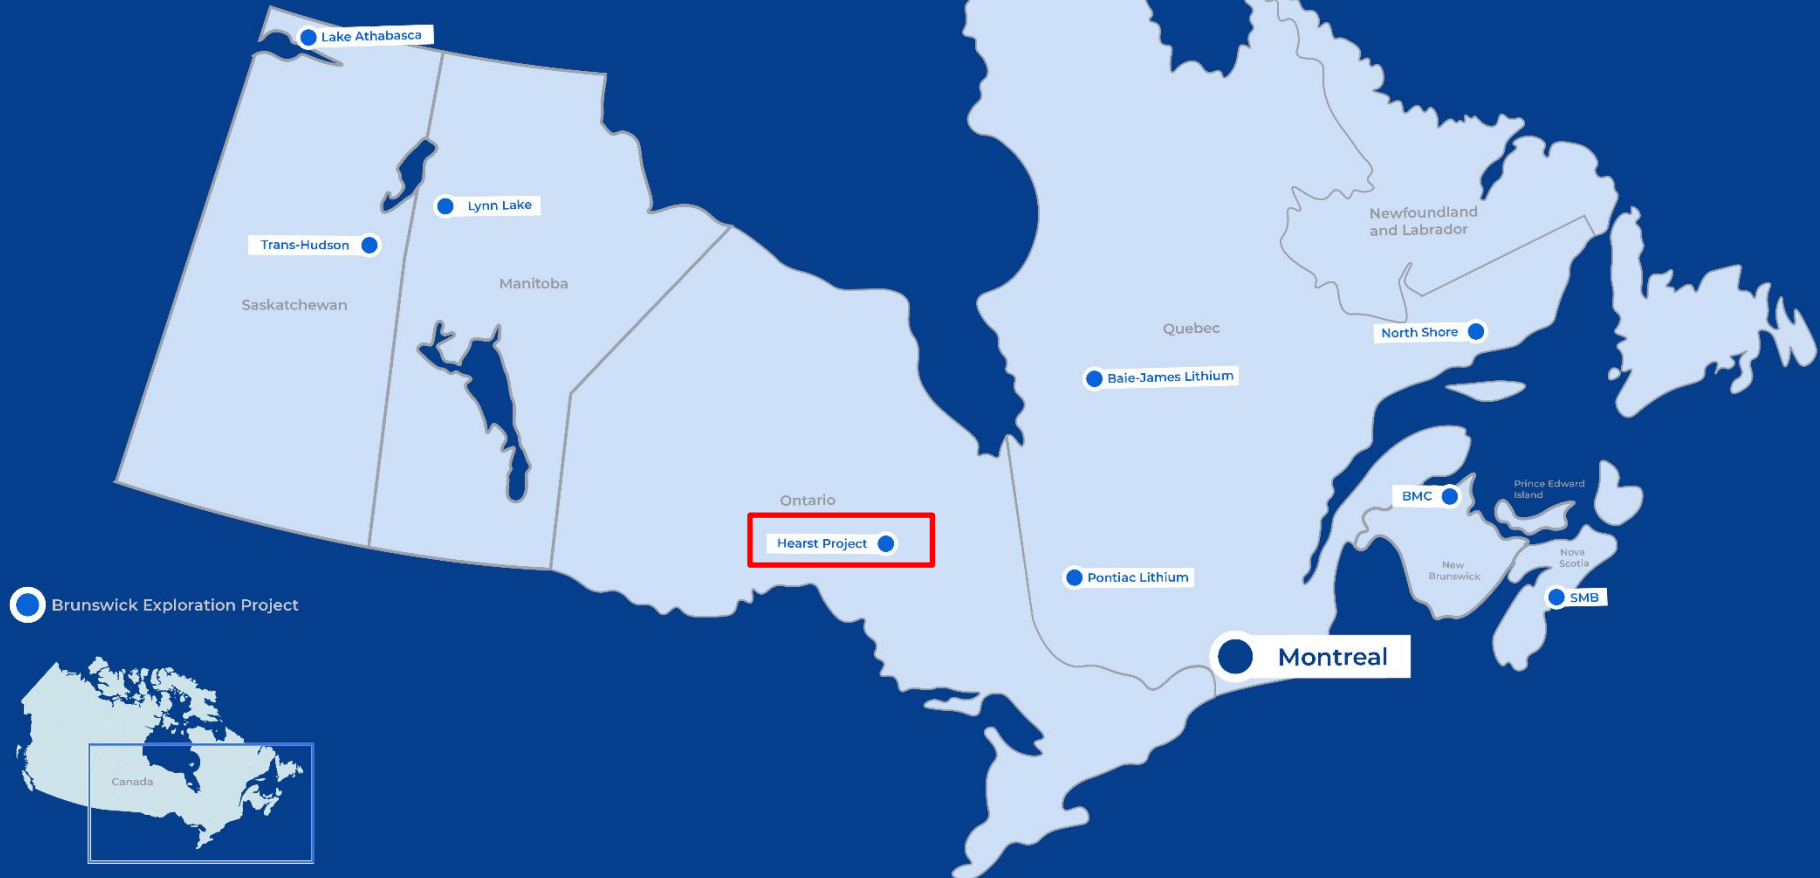 Lake Athabasca
Lynn Lake
Trans-Hudson
Manitoba
Saskatchewan
Newfoundland
and Labrador
Quebec
North Shore
Baie-James Lithium
Ontario
Hearst Project
BMC
Prince Edward
Island
Nova
Scotia
New
Brunswick
Pontiac Lithium
SMB
Brunswick Exploration Project
Montreal
Canada